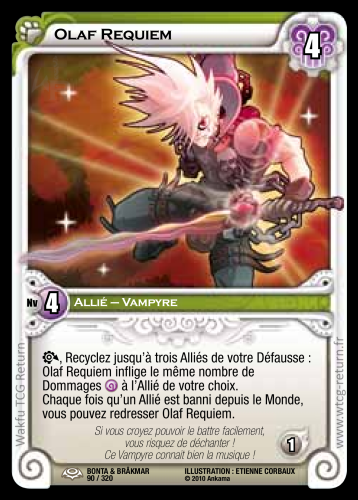 Olaf Requiem
4
Nv 4 Allié – Vampyre
, Recyclez jusqu'à trois Alliés de votre Défausse :
Olaf Requiem inflige le même nombre de
Dommages à l'Allié de votre choix.
Chaque fois qu'un Allié est banni depuis le Monde,
vous pouvez redresser Olaf Requiem.
Si vous croyez pouvoir le battre facilement,
vous risquez de déchanter !
Ce Vampyre connait bien la musique !
1
BONTA & BRÂKMAR
90 / 320
ILLUSTRATION : ETIENNE CORBAUX
© 2010 Ankama
Wakfu TCG Return
www.wtcg-return.fr